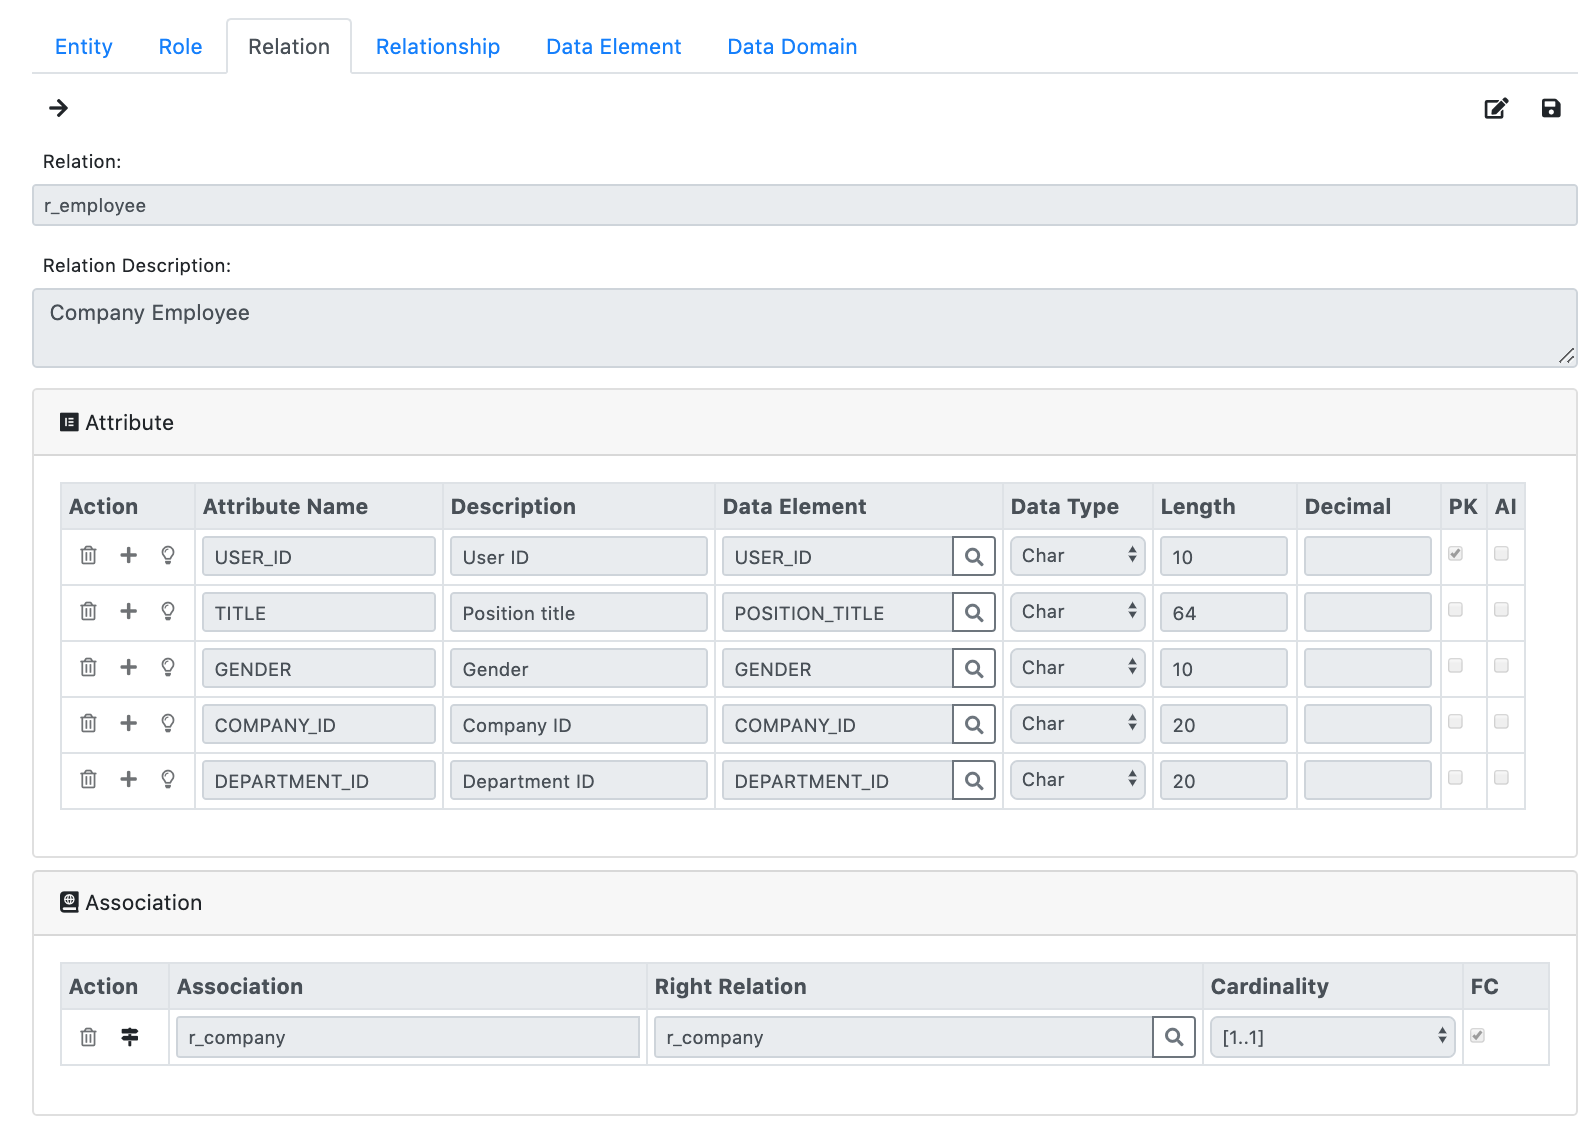 Entity Role Relation Relationship Data Element Data Domain
Relation:
r_employee
Relation Description:
Company Employee
Attribute
Action Attribute Name Description Data Element Data Type Length Decimal PK AI
USER_ID User ID USER_ID Char 10
TITLE Position title POSITION_TITLE Char 64
GENDER Gender GENDER Char 10
COMPANY_ID Company ID COMPANY_ID Char 20
DEPARTMENT_ID Department ID DEPARTMENT_ID Char 20
Association
Action Association Right Relation Cardinality FC
r_company r_company [1..1]